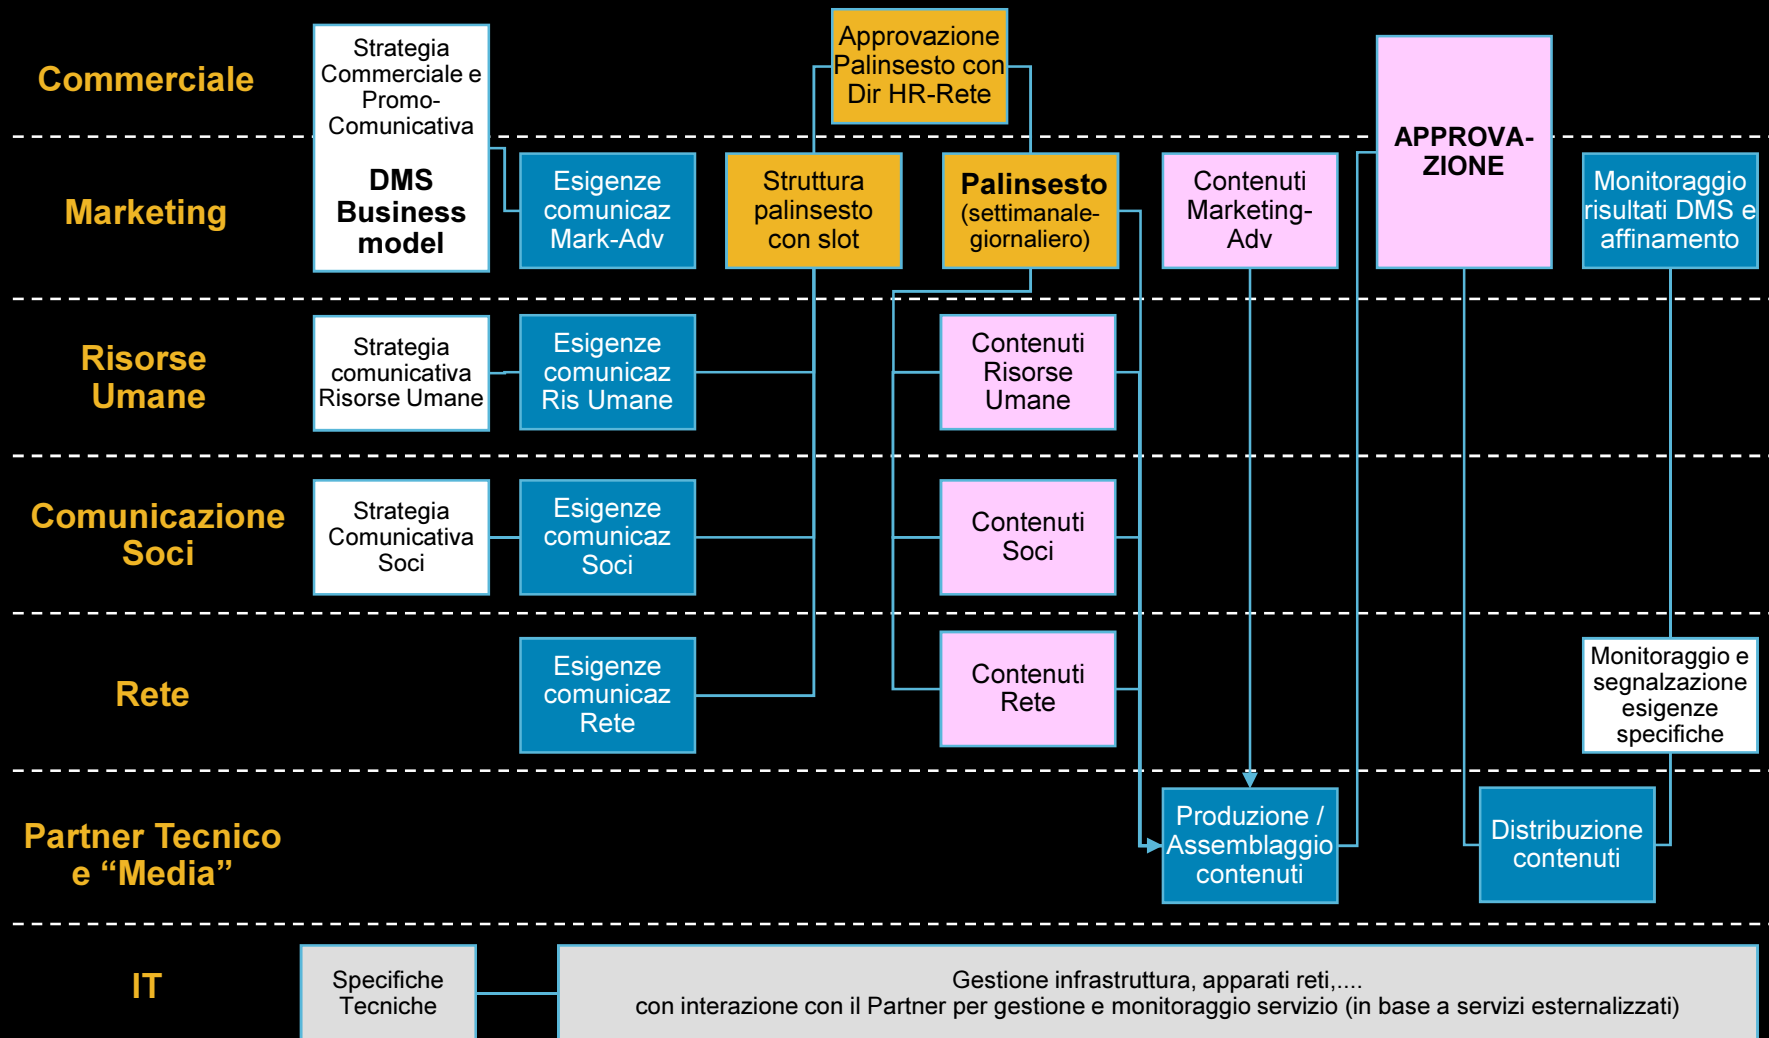 Commerciale
Strategia
Commerciale e
Promo-
Comunicativa
DMS
Business
model
Approvazione
Palinsesto con
Dir HR-Rete
APPROVA-
ZIONE
Marketing
Esigenze
comunicaz
Mark-Adv
Struttura
palinsesto
con slot
Palinsesto
(settimanale-
giornaliero)
Contenuti
Marketing-
Adv
Monitoraggio
risultati DMS e
affinamento
Risorse
Umane
Strategia
comunicativa
Risorse Umane
Esigenze
comunicaz
Ris Umane
Contenuti
Risorse
Umane
Comunicazione
Soci
Strategia
Comunicativa
Soci
Esigenze
comunicaz
Soci
Contenuti
Soci
Rete
Esigenze
comunicaz
Rete
Contenuti
Rete
Monitoraggio e
segnalzazione
esigenze
specifiche
Partner Tecnico
e “Media”
Produzione /
Assemblaggio
contenuti
Distribuzione
contenuti
IT
Specifiche
Tecniche
Gestione infrastruttura, apparati reti,....
con interazione con il Partner per gestione e monitoraggio servizio (in base a servizi esternalizzati)